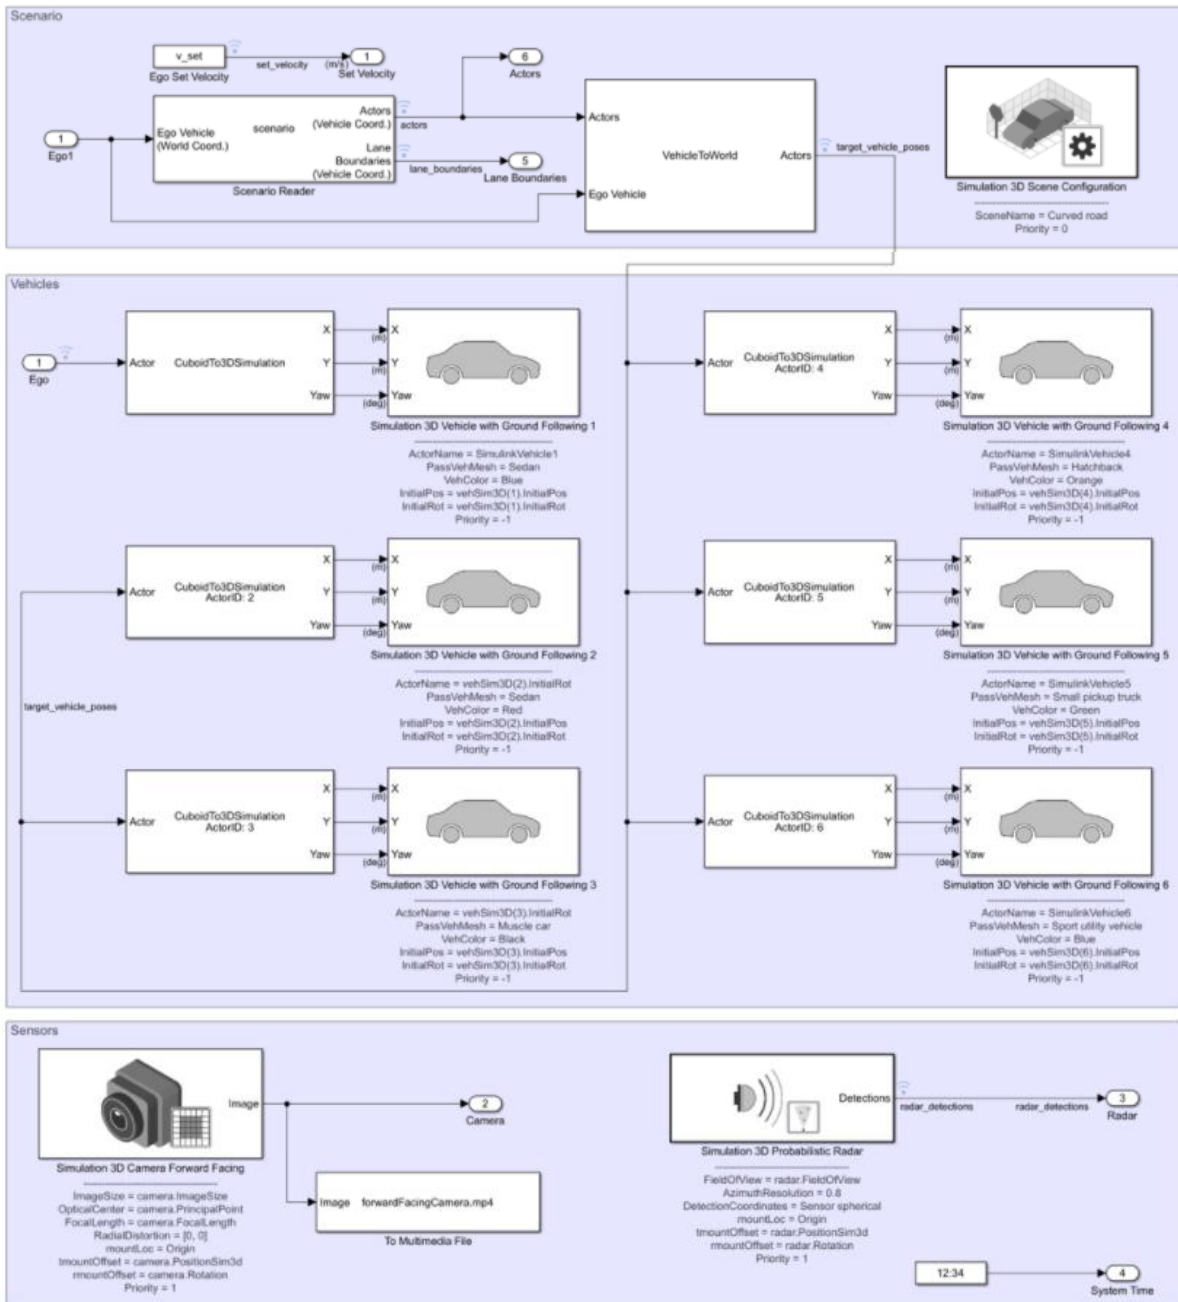 Scenario
v_set
Ego Set Velocity
set_velocity
(m/s)
1
Set Velocity
6
Actors
1
Ego1
Ego Vehicle
(World Coord.)
scenario
Actors
(Vehicle Coord.)
Lane
Boundaries
(Vehicle Coord.)
Scenario Reader
actors
lane_boundaries
5
Lane Boundaries
Actors
Ego Vehicle
VehicleToWorld
Actors
target_vehicle_poses
Simulation 3D Scene Configuration
SceneName = Curved road
Priority = 0
Vehicles
1
Ego
Actor
CuboidTo3DSimulation
X
Y
Yaw
(m)
(m)
(deg)
X
Y
Yaw
Simulation 3D Vehicle with Ground Following 1
ActorName = SimulinkVehicle1
PassVehMesh = Sedan
VehColor = Blue
InitialPos = vehSim3D(1).InitialPos
InitialRot = vehSim3D(1).InitialRot
Priority = -1
Actor
CuboidTo3DSimulation
ActorID: 4
X
Y
Yaw
(m)
(m)
(deg)
X
Y
Yaw
Simulation 3D Vehicle with Ground Following 4
ActorName = SimulinkVehicle4
PassVehMesh = Hatchback
VehColor = Orange
InitialPos = vehSim3D(4).InitialPos
InitialRot = vehSim3D(4).InitialRot
Priority = -1
Actor
CuboidTo3DSimulation
ActorID: 2
X
Y
Yaw
(m)
(m)
(deg)
X
Y
Yaw
Simulation 3D Vehicle with Ground Following 2
ActorName = vehSim3D(2).InitialRot
PassVehMesh = Sedan
VehColor = Red
InitialPos = vehSim3D(2).InitialPos
InitialRot = vehSim3D(2).InitialRot
Priority = -1
Actor
CuboidTo3DSimulation
ActorID: 5
X
Y
Yaw
(m)
(m)
(deg)
X
Y
Yaw
Simulation 3D Vehicle with Ground Following 5
ActorName = SimulinkVehicle5
PassVehMesh = Small pickup truck
VehColor = Green
InitialPos = vehSim3D(5).InitialPos
InitialRot = vehSim3D(5).InitialRot
Priority = -1
target_vehicle_poses
Actor
CuboidTo3DSimulation
ActorID: 3
X
Y
Yaw
(m)
(m)
(deg)
X
Y
Yaw
Simulation 3D Vehicle with Ground Following 3
ActorName = vehSim3D(3).InitialRot
PassVehMesh = Muscle car
VehColor = Black
InitialPos = vehSim3D(3).InitialPos
InitialRot = vehSim3D(3).InitialRot
Priority = -1
Actor
CuboidTo3DSimulation
ActorID: 6
X
Y
Yaw
(m)
(m)
(deg)
X
Y
Yaw
Simulation 3D Vehicle with Ground Following 6
ActorName = SimulinkVehicle6
PassVehMesh = Sport utility vehicle
VehColor = Blue
InitialPos = vehSim3D(6).InitialPos
InitialRot = vehSim3D(6).InitialRot
Priority = -1
Sensors
Image
2
Camera
Simulation 3D Camera Forward Facing
ImageSize = camera.ImageSize
OpticalCenter = camera.PrincipalPoint
FocalLength = camera.FocalLength
RadialDistortion = [0, 0]
mountLoc = Origin
tmountOffset = camera.PositionSim3d
rmountOffset = camera.Rotation
Priority = 1
Image
forwardFacingCamera.mp4
To Multimedia File
Detections
radar_detections
radar_detections
3
Radar
Simulation 3D Probabilistic Radar
FieldOfView = radar.FieldOfView
AzimuthResolution = 0.8
DetectionCoordinates = Sensor spherical
mountLoc = Origin
tmountOffset = radar.PositionSim3d
rmountOffset = radar.Rotation
Priority = 1
12:34
4
System Time